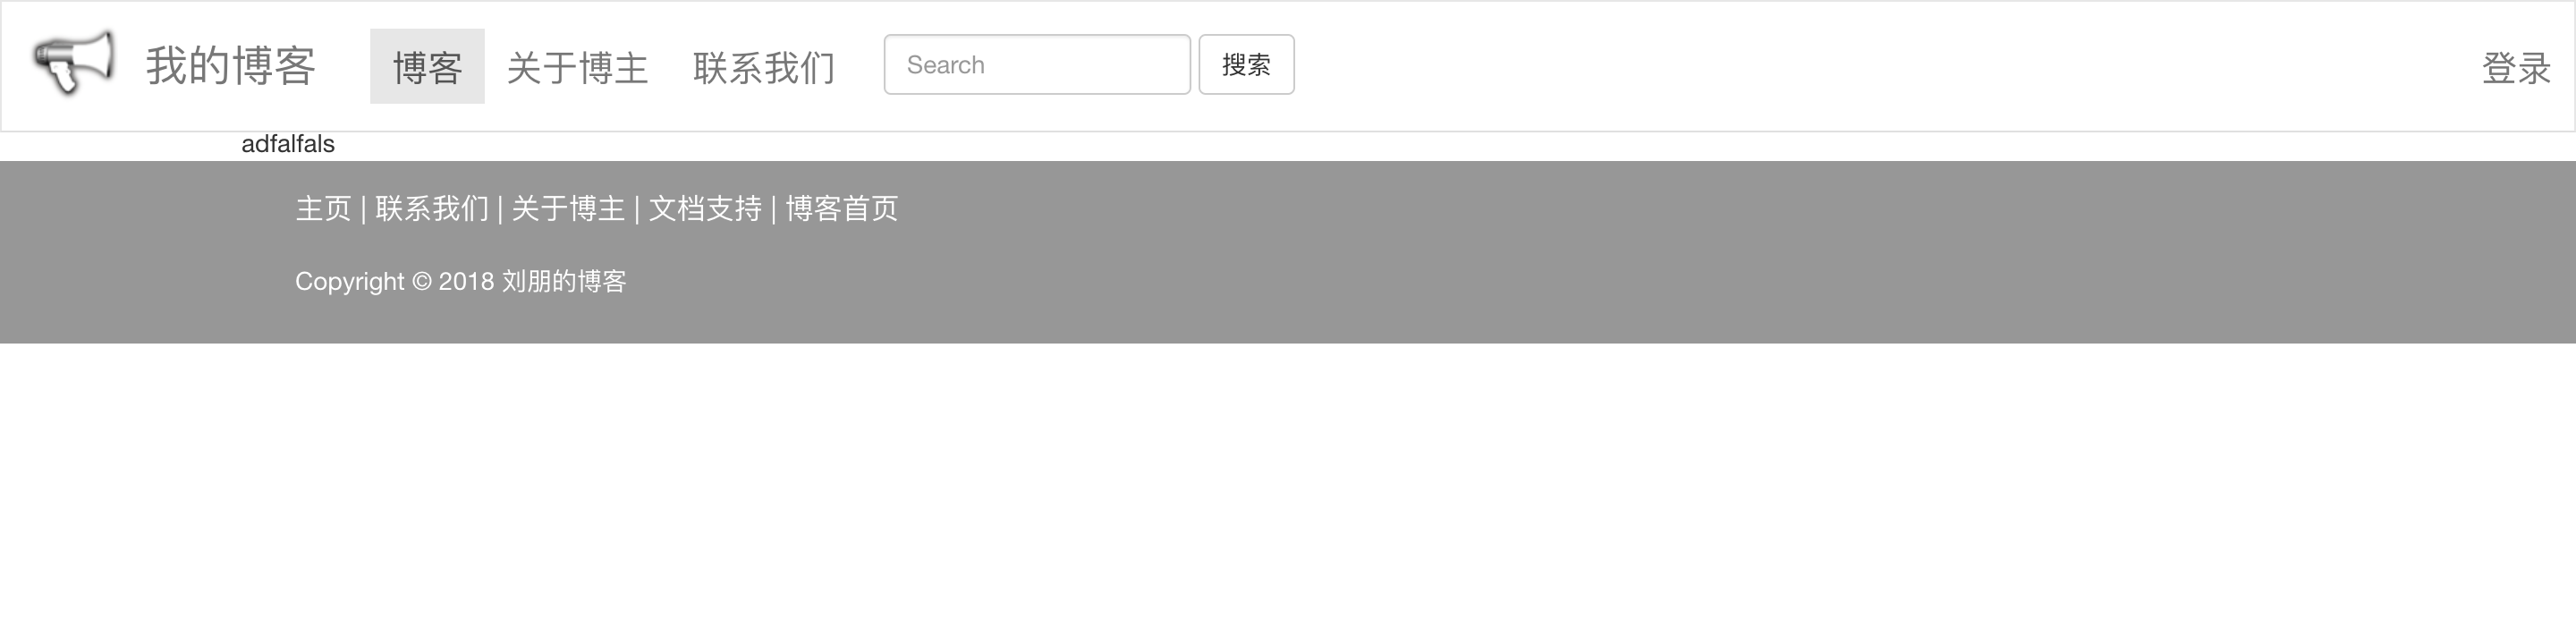 我的博客 博客 关于博主 联系我们 Search 搜索 登录
adfalfals
主页 | 联系我们 | 关于博主 | 文档支持 | 博客首页
Copyright © 2018 刘朋的博客